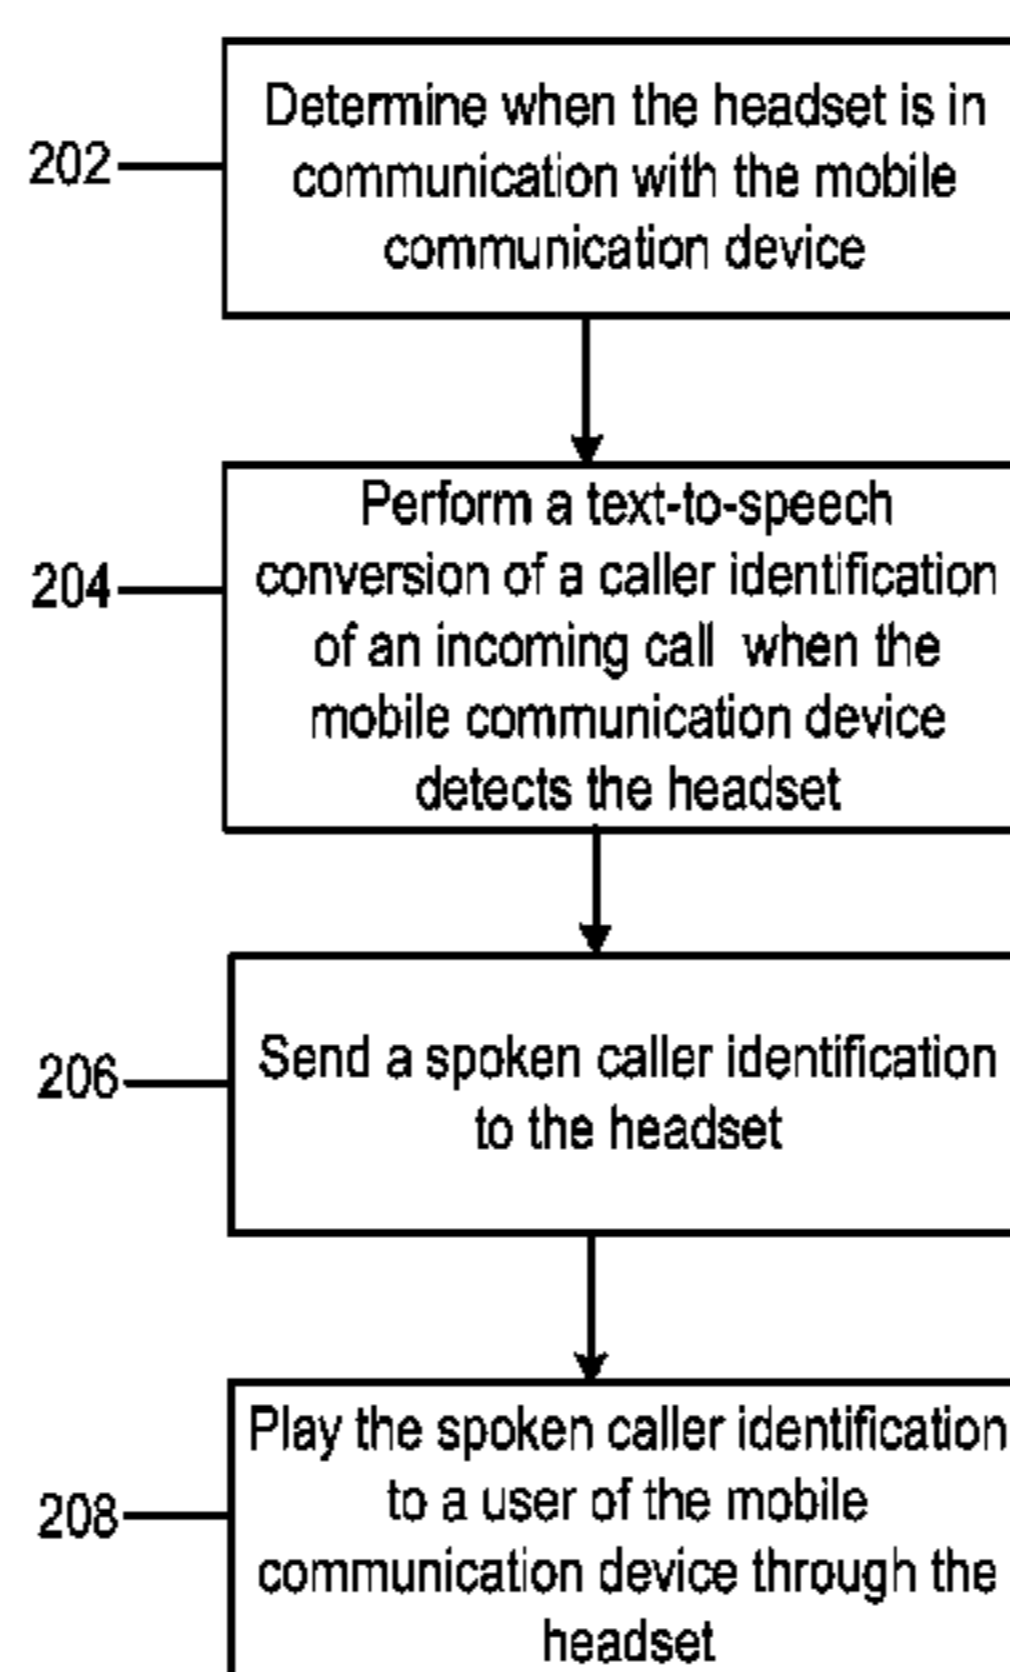 Determine when the headset is in
202
communication with the mobile
communication device
Perform a text-to-speech
204
conversion of a caller identification
of an incoming call when the
mobile communication device
detects the headset
206
Send a spoken caller identification
to the headset
Play the spoken caller identification
208
to a user of the mobile
communication device through the
headset